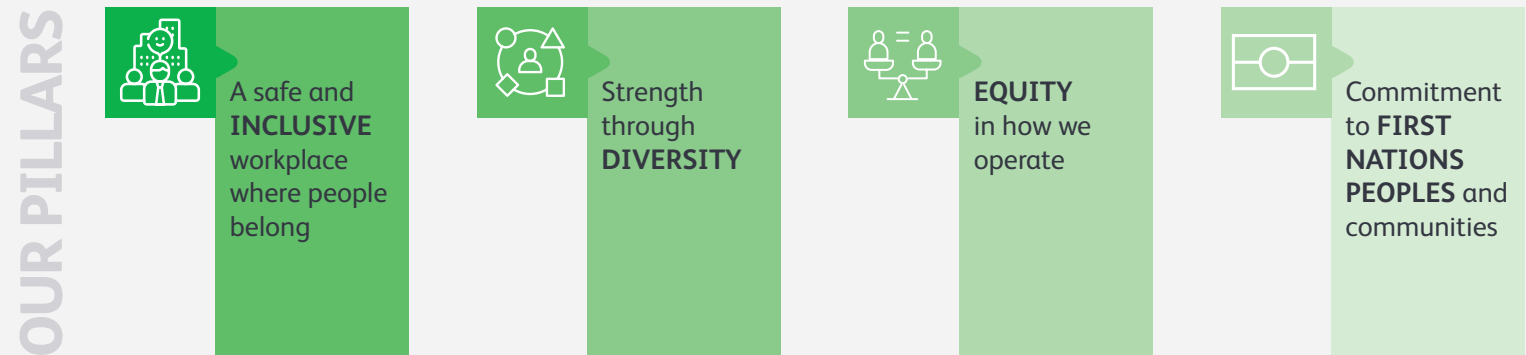 OUR PILLARS
A safe and
INCLUSIVE
workplace
where people
belong
Strength
through
DIVERSITY
EQUITY
in how we
operate
Commitment
to FIRST
NATIONS
PEOPLES and
communities